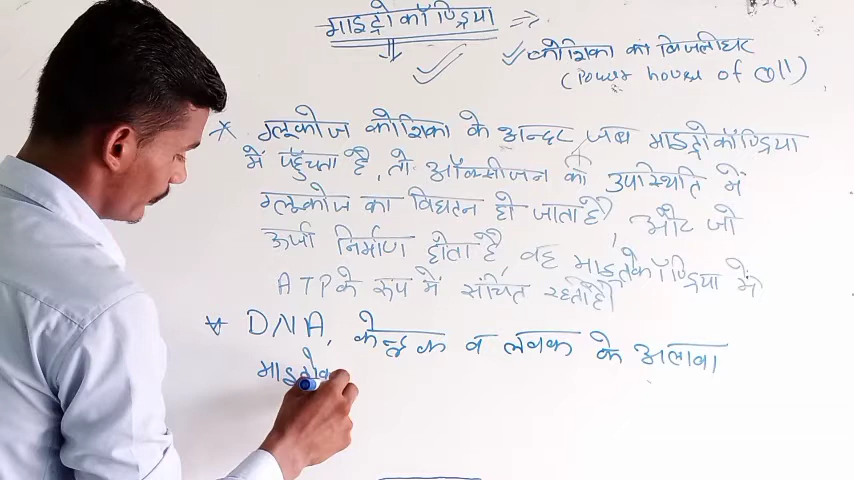 माइट्रोकॉण्ड्रिया ⇒
✓ कोशिका का बिजलीघर
(Power house of Cell)
* ग्लूकोज कोशिका के अन्दर जब माइट्रोकॉण्ड्रिया
में पहुँचता है, तो ऑक्सीजन की उपस्थिति में
ग्लूकोज का विघटन हो जाता है। और जो
ऊर्जा निर्माण होता है, वह माइट्रोकॉण्ड्रिया में
ATP के रूप में संचित रहती है।
* DNA, केन्द्रक व लवक के अलावा
माइट्रोक